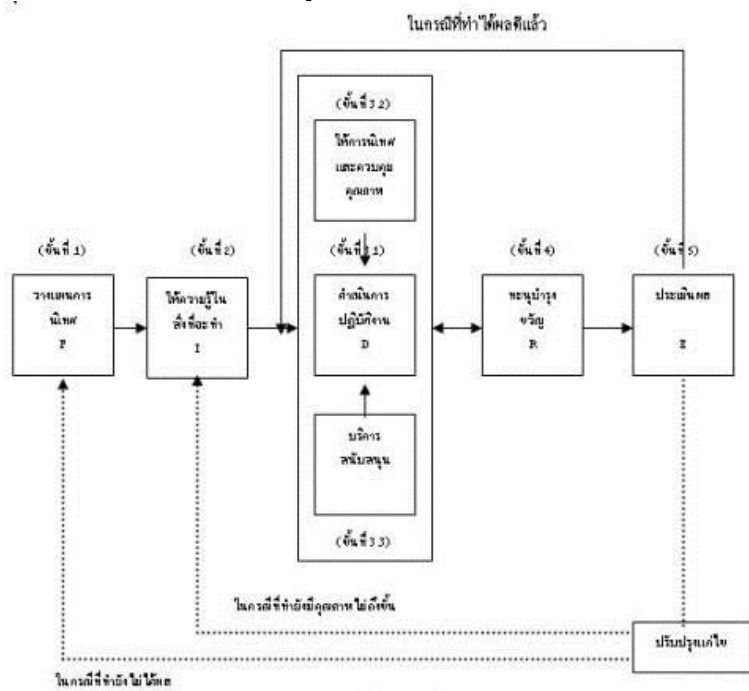 ในกรณีที่ทำได้ผลดีแล้ว
(ขั้นที่ 3.2)
ให้การนิเทศ
และควบคุม
คุณภาพ
(ขั้นที่ 1)
วางแผนการ
นิเทศ
P
(ขั้นที่ 2)
ให้ความรู้ใน
สิ่งที่จะทำ
I
(ขั้นที่ 3.1)
ดำเนินการ
ปฏิบัติงาน
D
(ขั้นที่ 4)
ทะนุบำรุง
ขวัญ
R
(ขั้นที่ 5)
ประเมินผล
E
บริการ
สนับสนุน
(ขั้นที่ 3.3)
ในกรณีที่ทำยังมีคุณภาพไม่ถึงขั้น
ปรับปรุงแก้ไข
ในกรณีที่ทำยังไม่ได้ผล